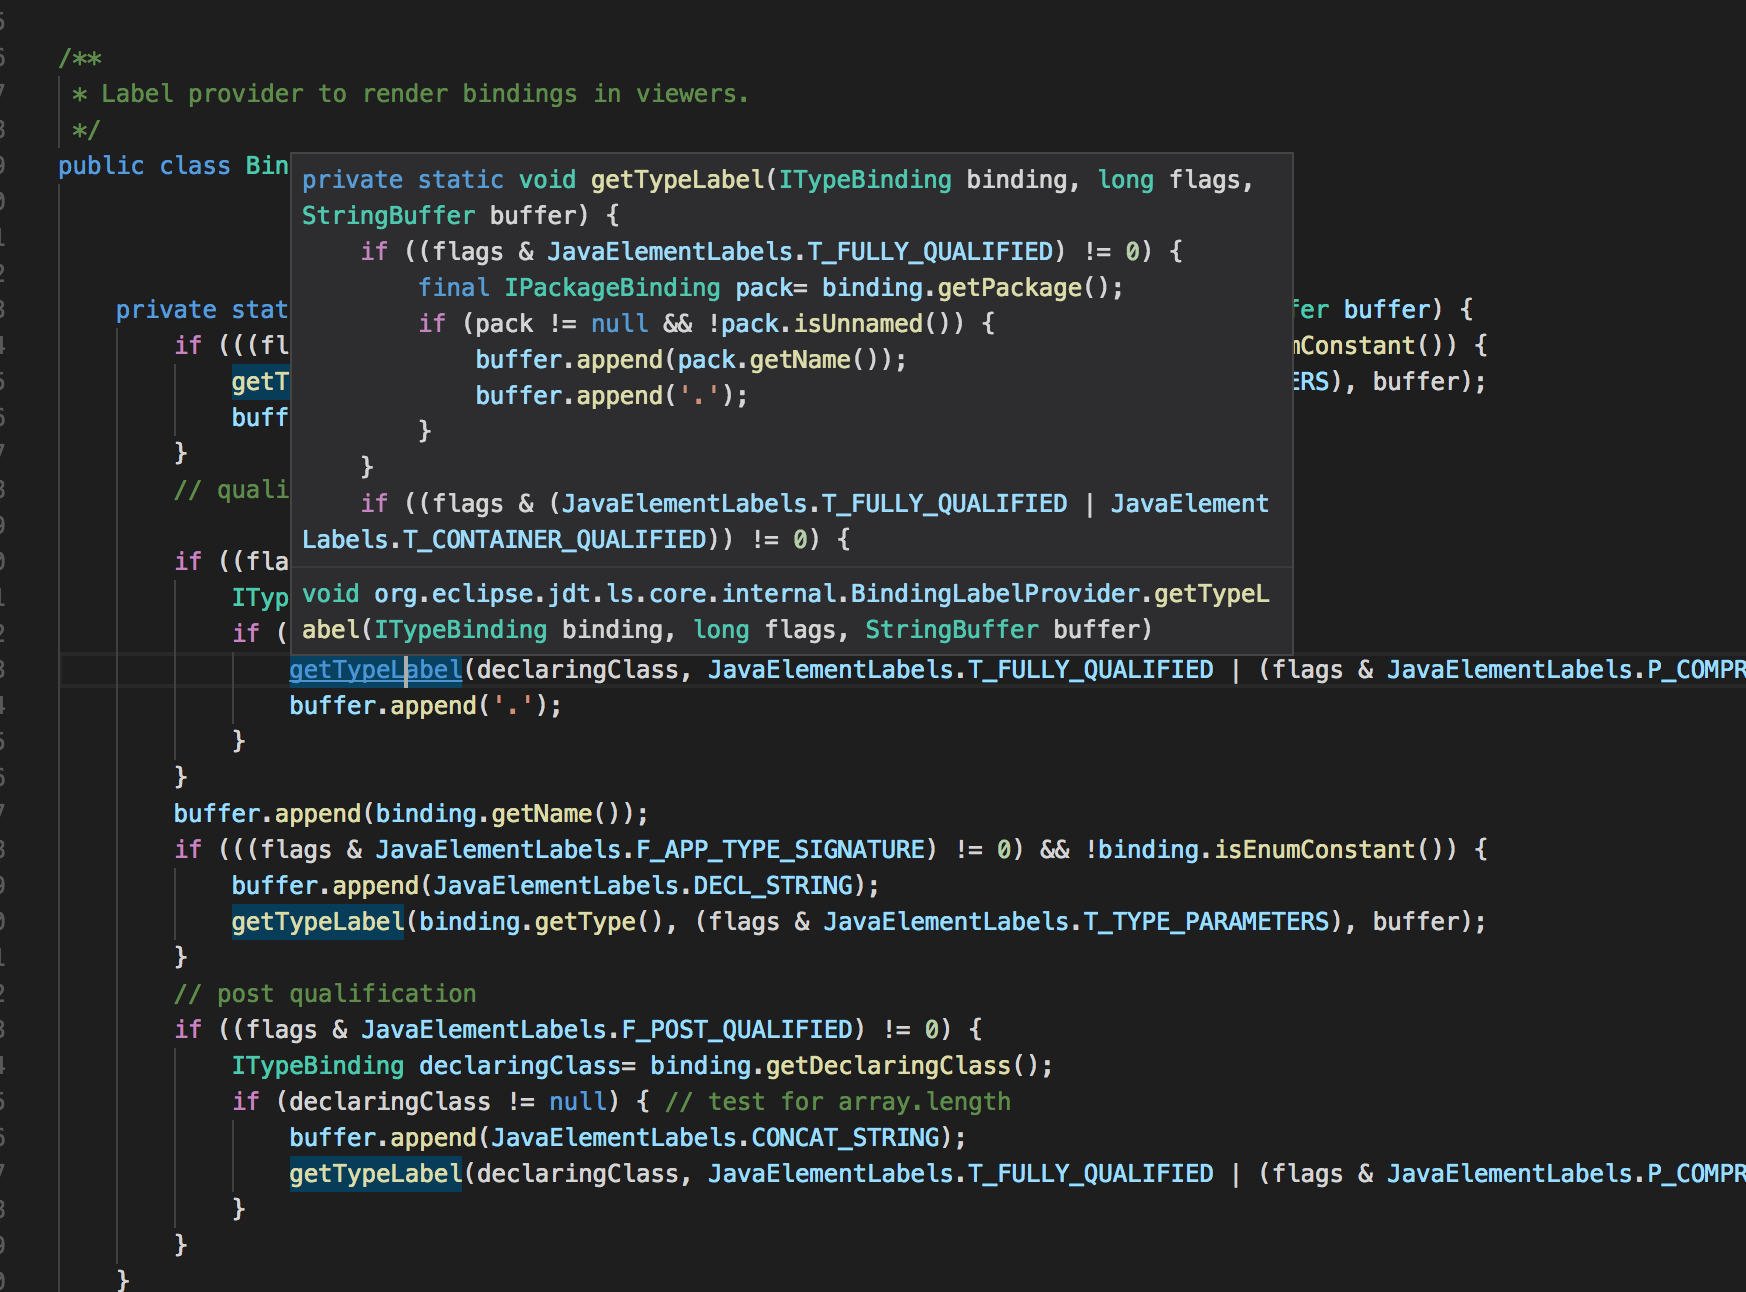 /**
* Label provider to render bindings in viewers.
*/
public class Bin
private static void getTypeLabel(ITypeBinding binding, long flags,
StringBuffer buffer) {
if ((flags & JavaElementLabels.T_FULLY_QUALIFIED) != 0) {
final IPackageBinding pack= binding.getPackage();
if (pack != null && !pack.isUnnamed()) {
buffer.append(pack.getName());
buffer.append('.');
}
}
if ((flags & (JavaElementLabels.T_FULLY_QUALIFIED | JavaElement
Labels.T_CONTAINER_QUALIFIED)) != 0) {
void org.eclipse.jdt.ls.core.internal.BindingLabelProvider.getTypeL
abel(ITypeBinding binding, long flags, StringBuffer buffer)
private stat fer buffer) {
if (((fl mConstant()) {
getT ERS), buffer);
buff
}
// quali
if ((fla
ITyp
if (
getTypeLabel(declaringClass, JavaElementLabels.T_FULLY_QUALIFIED | (flags & JavaElementLabels.P_COMPR
buffer.append('.');
}
}
buffer.append(binding.getName());
if (((flags & JavaElementLabels.F_APP_TYPE_SIGNATURE) != 0) && !binding.isEnumConstant()) {
buffer.append(JavaElementLabels.DECL_STRING);
getTypeLabel(binding.getType(), (flags & JavaElementLabels.T_TYPE_PARAMETERS), buffer);
}
// post qualification
if ((flags & JavaElementLabels.F_POST_QUALIFIED) != 0) {
ITypeBinding declaringClass= binding.getDeclaringClass();
if (declaringClass != null) { // test for array.length
buffer.append(JavaElementLabels.CONCAT_STRING);
getTypeLabel(declaringClass, JavaElementLabels.T_FULLY_QUALIFIED | (flags & JavaElementLabels.P_COMPR
}
}
}